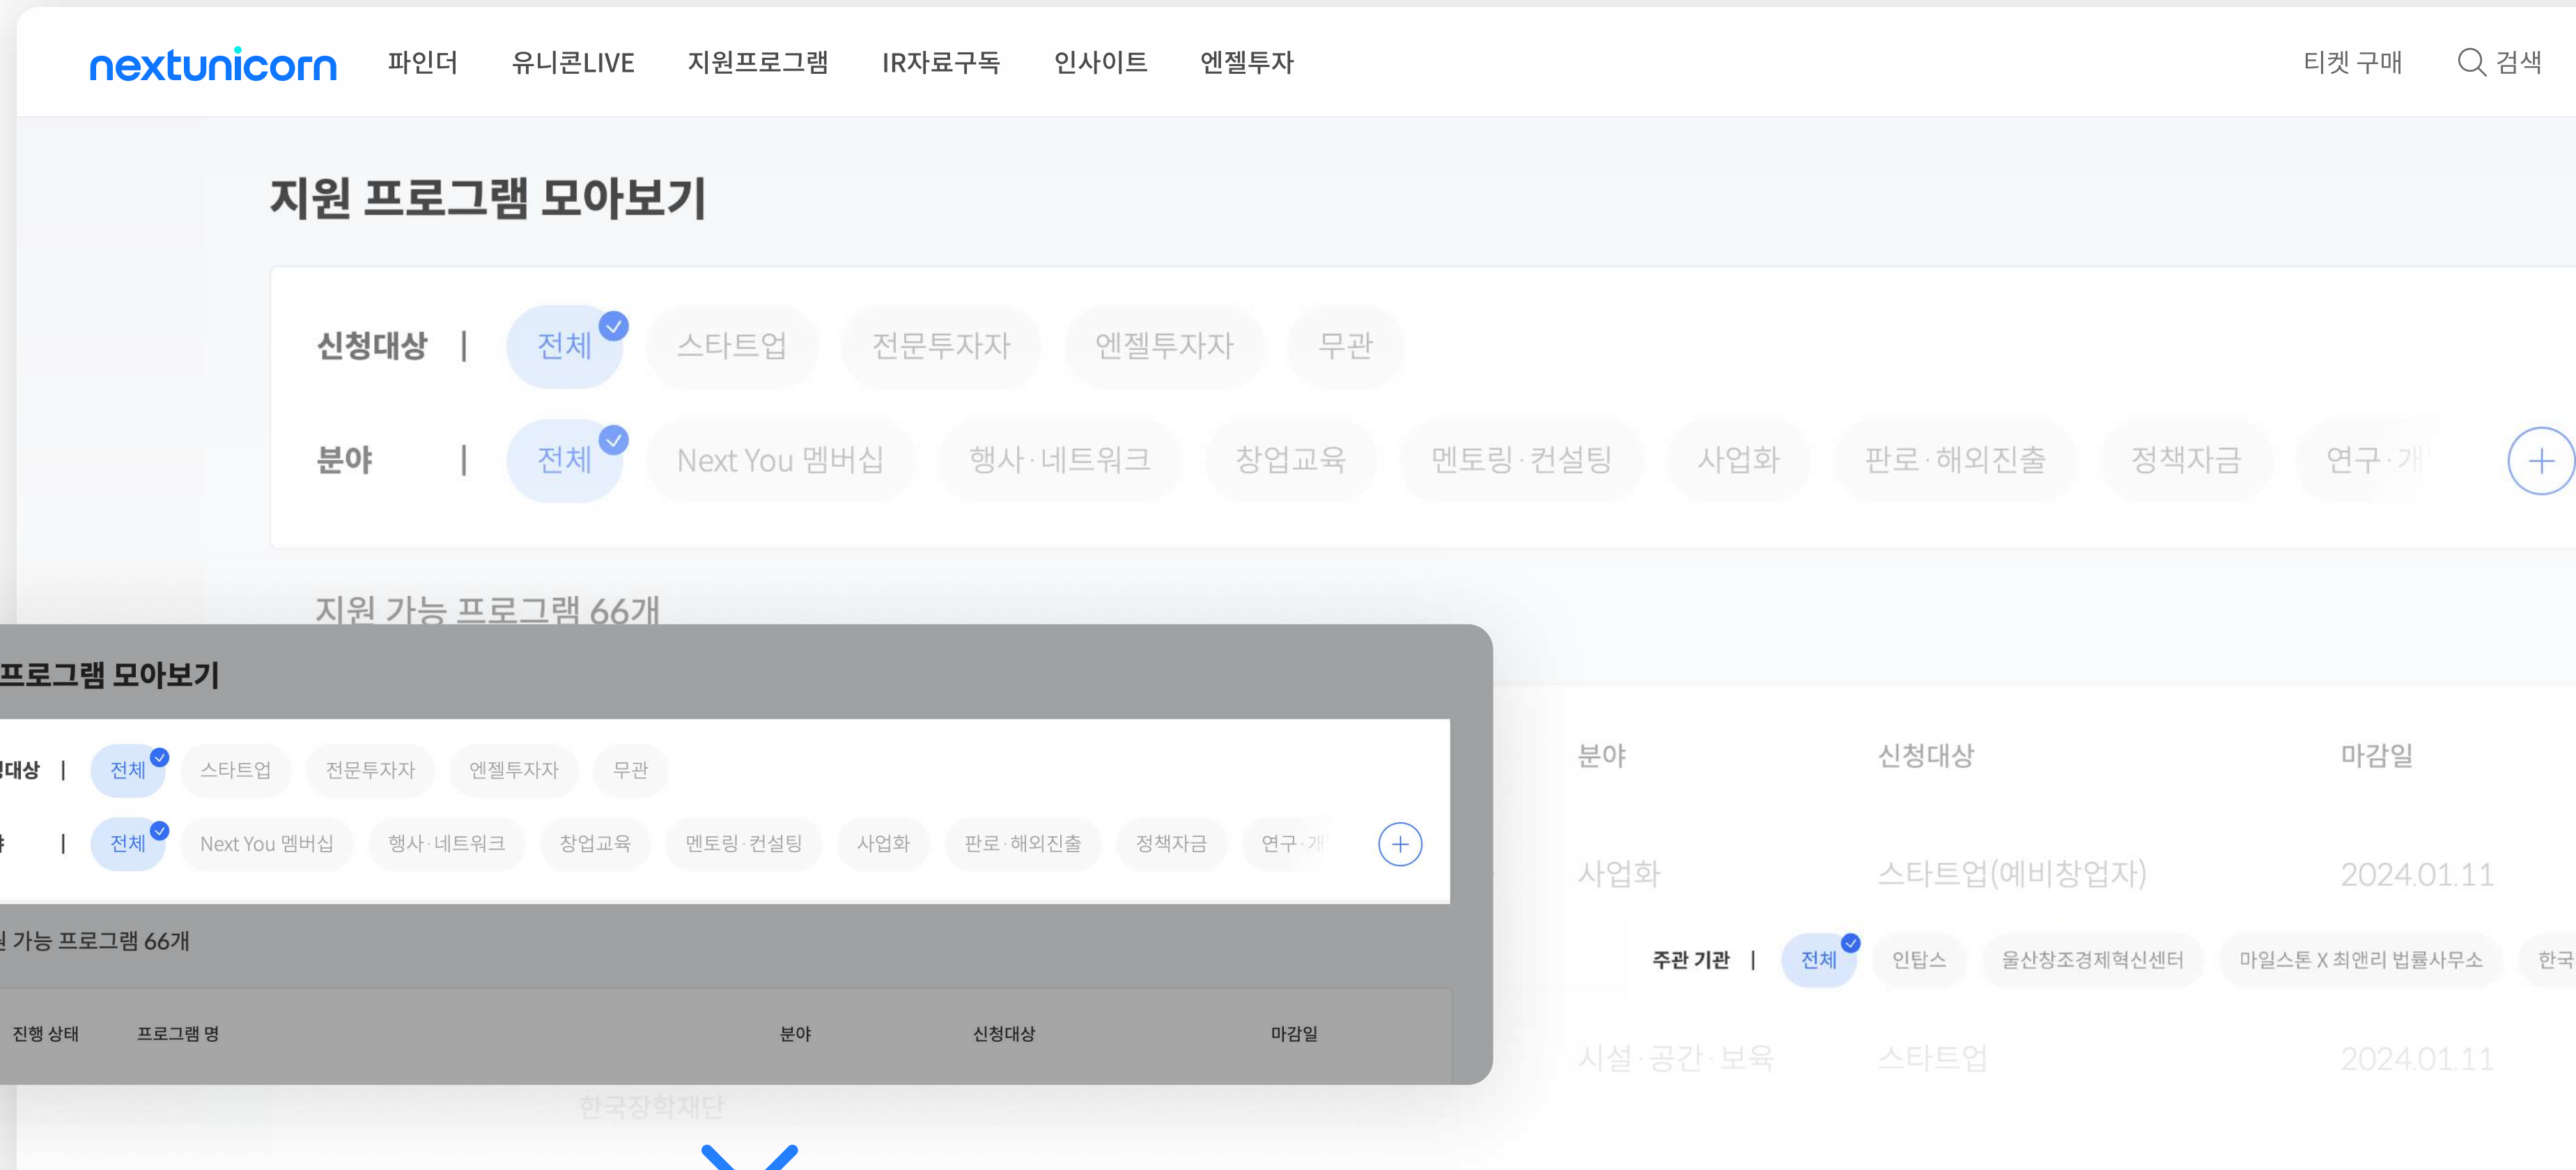 nextunicorn 파인더 유니콘LIVE 지원프로그램 IR자료구독 인사이트 엔젤투자 티켓 구매 검색
지원 프로그램 모아보기
신청대상 | 전체 스타트업 전문투자자 엔젤투자자 무관
분야 | 전체 Next You 멤버십 행사·네트워크 창업교육 멘토링·컨설팅 사업화 판로·해외진출 정책자금 연구·개
지원 가능 프로그램 66개
프로그램 모아보기
대상 | 전체 스타트업 전문투자자 엔젤투자자 무관
| 전체 Next You 멤버십 행사·네트워크 창업교육 멘토링·컨설팅 사업화 판로·해외진출 정책자금 연구·개
가능 프로그램 66개
진행 상태 프로그램 명 분야 신청대상 마감일
분야 신청대상 마감일
사업화 스타트업(예비창업자) 2024.01.11
주관 기관 | 전체 인탑스 울산창조경제혁신센터 마일스톤 X 최앤리 법률사무소 한국
시설·공간·보육 스타트업 2024.01.11
한국장학재단